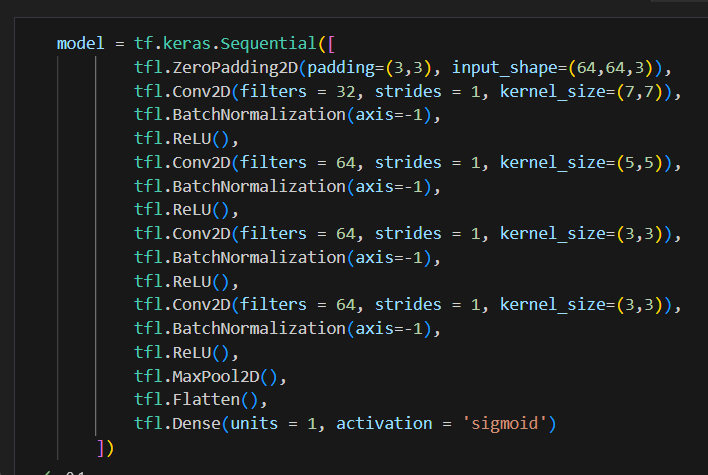 model = tf.keras.Sequential([
tfl.ZeroPadding2D(padding=(3,3), input_shape=(64,64,3)),
tfl.Conv2D(filters = 32, strides = 1, kernel_size=(7,7)),
tfl.BatchNormalization(axis=-1),
tfl.ReLU(),
tfl.Conv2D(filters = 64, strides = 1, kernel_size=(5,5)),
tfl.BatchNormalization(axis=-1),
tfl.ReLU(),
tfl.Conv2D(filters = 64, strides = 1, kernel_size=(3,3)),
tfl.BatchNormalization(axis=-1),
tfl.ReLU(),
tfl.Conv2D(filters = 64, strides = 1, kernel_size=(3,3)),
tfl.BatchNormalization(axis=-1),
tfl.ReLU(),
tfl.MaxPool2D(),
tfl.Flatten(),
tfl.Dense(units = 1, activation = 'sigmoid')
])